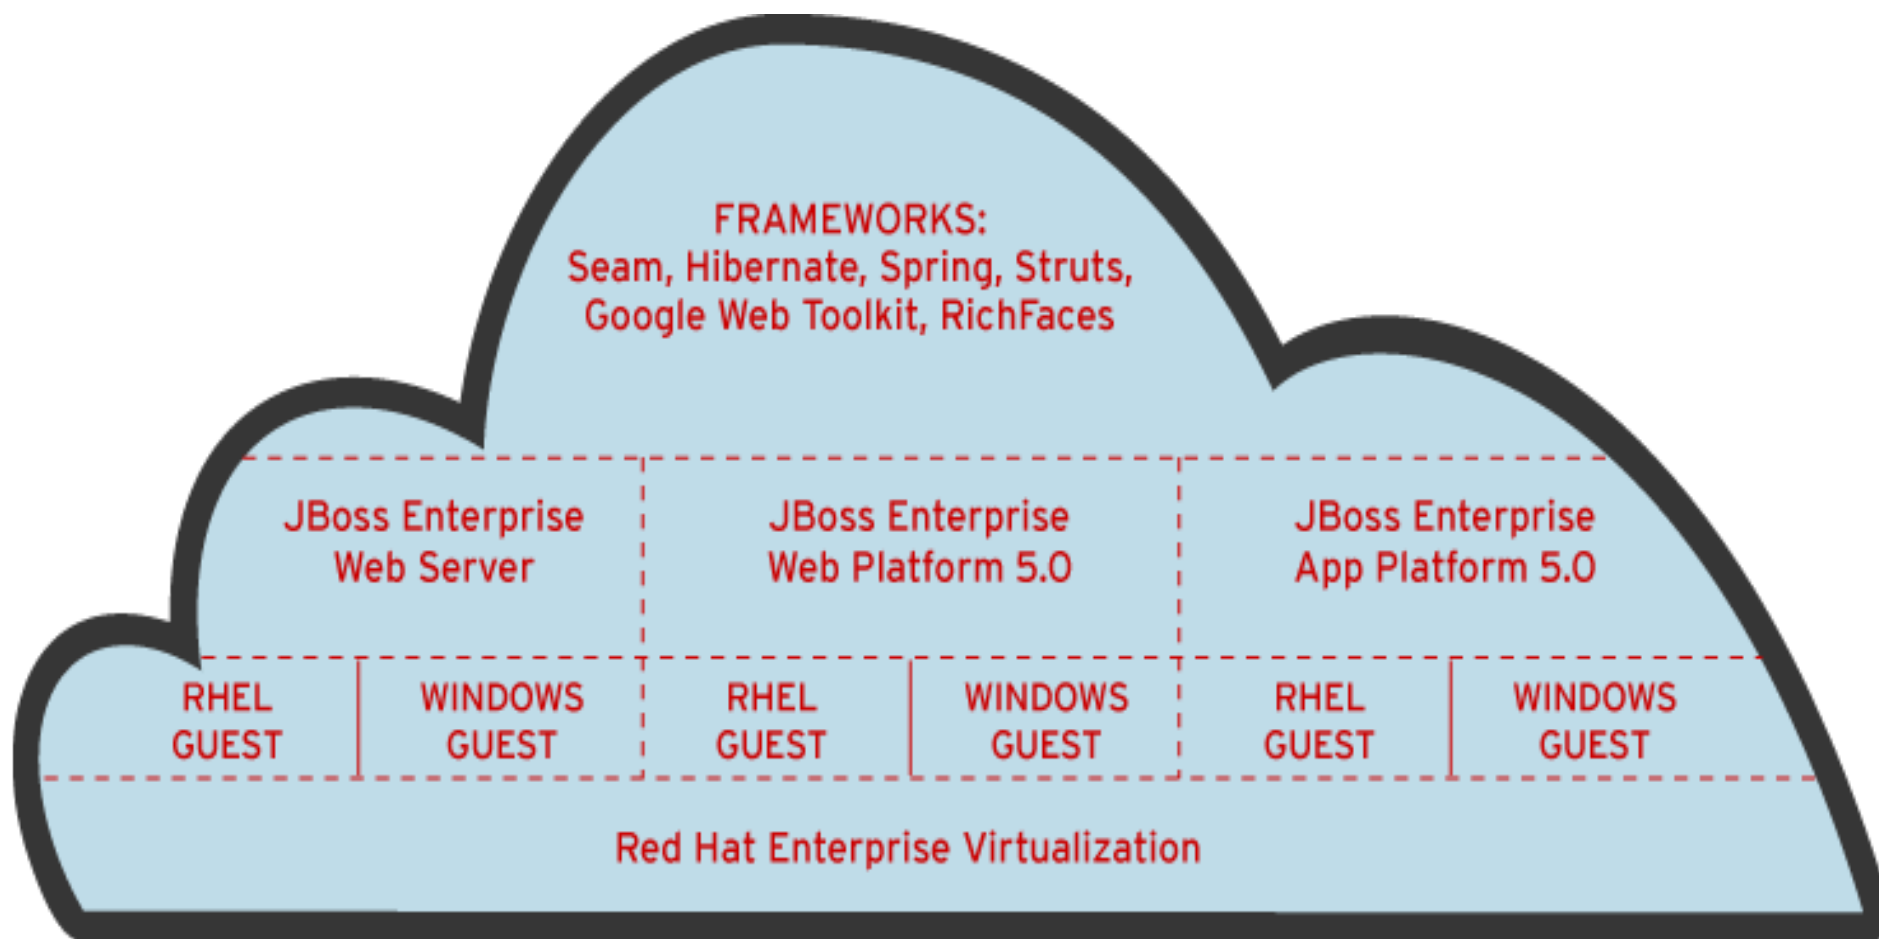 FRAMEWORKS:
Seam, Hibernate, Spring, Struts,
Google Web Toolkit, RichFaces
JBoss Enterprise
Web Server
JBoss Enterprise
Web Platform 5.0
JBoss Enterprise
App Platform 5.0
RHEL
GUEST
WINDOWS
GUEST
RHEL
GUEST
WINDOWS
GUEST
RHEL
GUEST
WINDOWS
GUEST
Red Hat Enterprise Virtualization